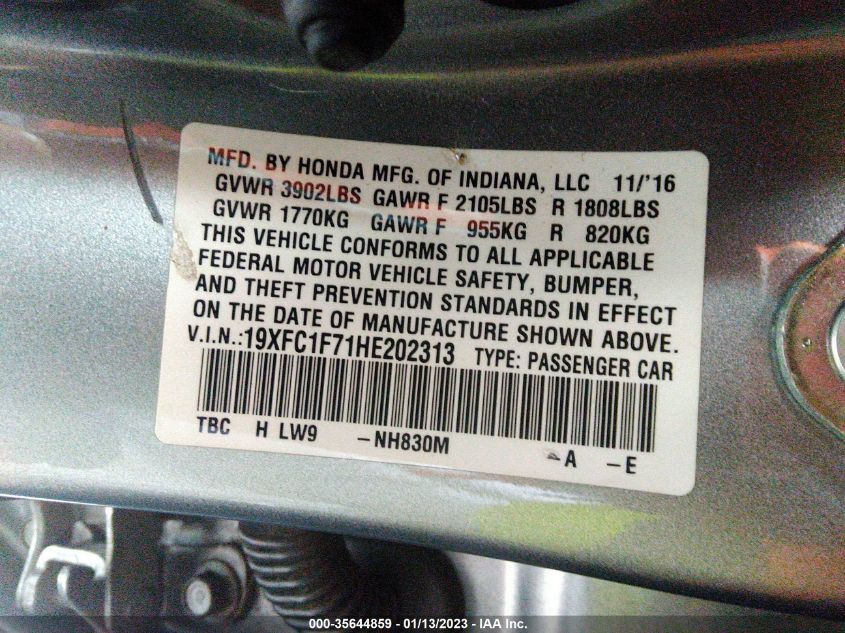 MFD. BY HONDA MFG. OF INDIANA, LLC 11/'16
GVWR 3902LBS GAWR F 2105LBS R 1808LBS
GVWR 1770KG GAWR F 955KG R 820KG
THIS VEHICLE CONFORMS TO ALL APPLICABLE
FEDERAL MOTOR VEHICLE SAFETY, BUMPER,
AND THEFT PREVENTION STANDARDS IN EFFECT
ON THE DATE OF MANUFACTURE SHOWN ABOVE.
V.I.N.:19XFC1F71HE202313 TYPE: PASSENGER CAR
TBC H LW9 -NH830M -A -E
000-35644859 - 01/13/2023 - IAA Inc.